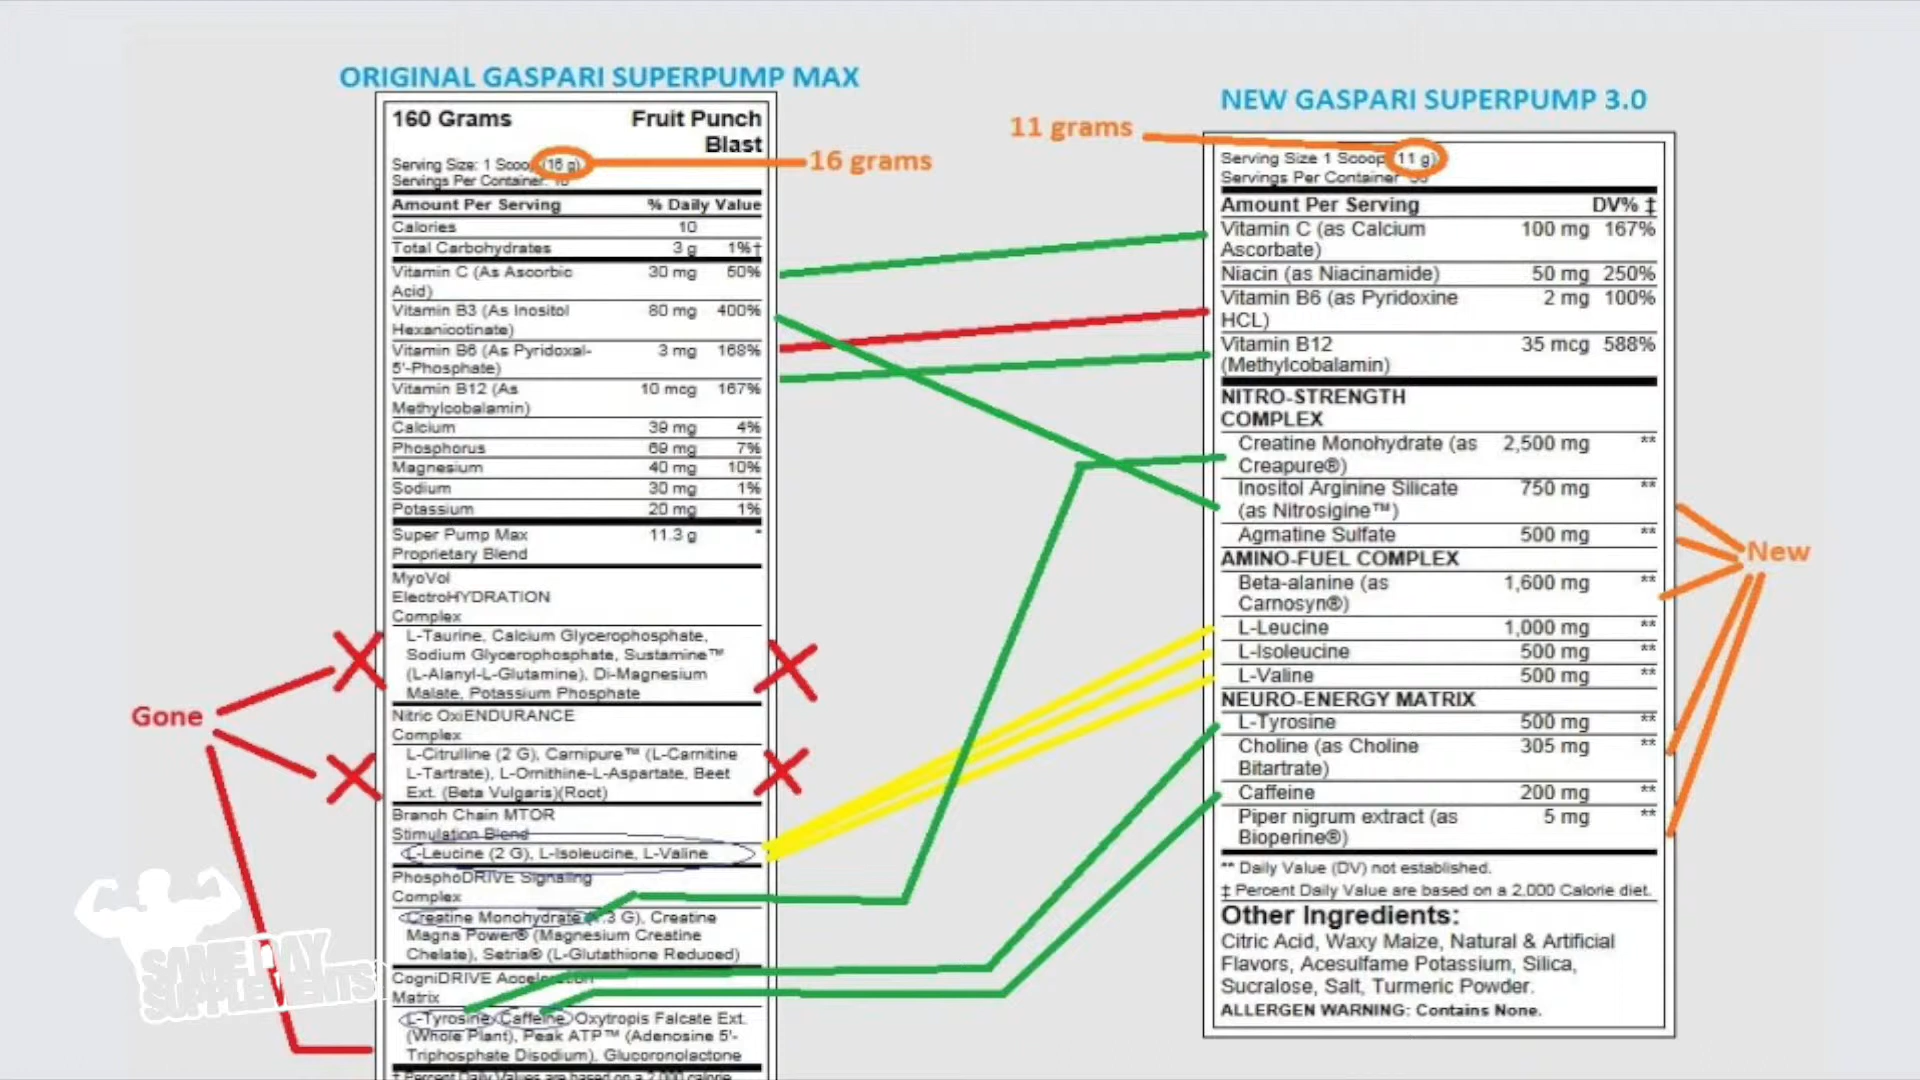 ORIGINAL GASPARI SUPERPUMP MAX
160 Grams Fruit Punch
Blast
Serving Size: 1 Scoop (16 g)
16 grams
Servings Per Container:
Amount Per Serving % Daily Value
Calories 10
Total Carbohydrates 3 g 1%†
Vitamin C (As Ascorbic 30 mg 50%
Acid)
Vitamin B3 (As Inositol 80 mg 400%
Hexanicotinate)
Vitamin B6 (As Pyridoxal- 3 mg 168%
5'-Phosphate)
Vitamin B12 (As 10 mcg 167%
Methylcobalamin)
Calcium 39 mg 4%
Phosphorus 69 mg 7%
Magnesium 40 mg 10%
Sodium 30 mg 1%
Potassium 20 mg 1%
Super Pump Max 11.3 g *
Proprietary Blend
MyoVol
ElectroHYDRATION
Complex
L-Taurine, Calcium Glycerophosphate,
Sodium Glycerophosphate, Sustamine™
(L-Alanyl-L-Glutamine), Di-Magnesium
Malate, Potassium Phosphate
Gone
Nitric OxiENDURANCE
Complex
L-Citrulline (2 G), Carnipure™ (L-Carnitine
L-Tartrate), L-Ornithine-L-Aspartate, Beet
Ext. (Beta Vulgaris)(Root)
Branch Chain MTOR
Stimulation Blend
L-Leucine (2 G), L-Isoleucine, L-Valine
PhosphoDRIVE Signaling
Complex
Creatine Monohydrate .3 G), Creatine
Magna Power® (Magnesium Creatine
Chelate), Setria® (L-Glutathione Reduced)
CogniDRIVE Acceleration
Matrix
L-Tyrosine, Caffeine, Oxytropis Falcate Ext.
(Whole Plant), Peak ATP™ (Adenosine 5'-
Triphosphate Disodium), Glucoronolactone
† Percent Daily Values are based on a 2,000 calorie
SAME DAY
SUPPLEMENTS
NEW GASPARI SUPERPUMP 3.0
11 grams
Serving Size 1 Scoop (11 g)
Servings Per Container
Amount Per Serving DV% ‡
Vitamin C (as Calcium 100 mg 167%
Ascorbate)
Niacin (as Niacinamide) 50 mg 250%
Vitamin B6 (as Pyridoxine 2 mg 100%
HCL)
Vitamin B12 35 mcg 588%
(Methylcobalamin)
NITRO-STRENGTH
COMPLEX
Creatine Monohydrate (as 2,500 mg **
Creapure®)
Inositol Arginine Silicate 750 mg **
(as Nitrosigine™)
Agmatine Sulfate 500 mg **
New
AMINO-FUEL COMPLEX
Beta-alanine (as 1,600 mg **
Carnosyn®)
L-Leucine 1,000 mg **
L-Isoleucine 500 mg **
L-Valine 500 mg **
NEURO-ENERGY MATRIX
L-Tyrosine 500 mg **
Choline (as Choline 305 mg **
Bitartrate)
Caffeine 200 mg **
Piper nigrum extract (as 5 mg **
Bioperine®)
** Daily Value (DV) not established.
‡ Percent Daily Value are based on a 2,000 Calorie diet.
Other Ingredients:
Citric Acid, Waxy Maize, Natural & Artificial
Flavors, Acesulfame Potassium, Silica,
Sucralose, Salt, Turmeric Powder.
ALLERGEN WARNING: Contains None.